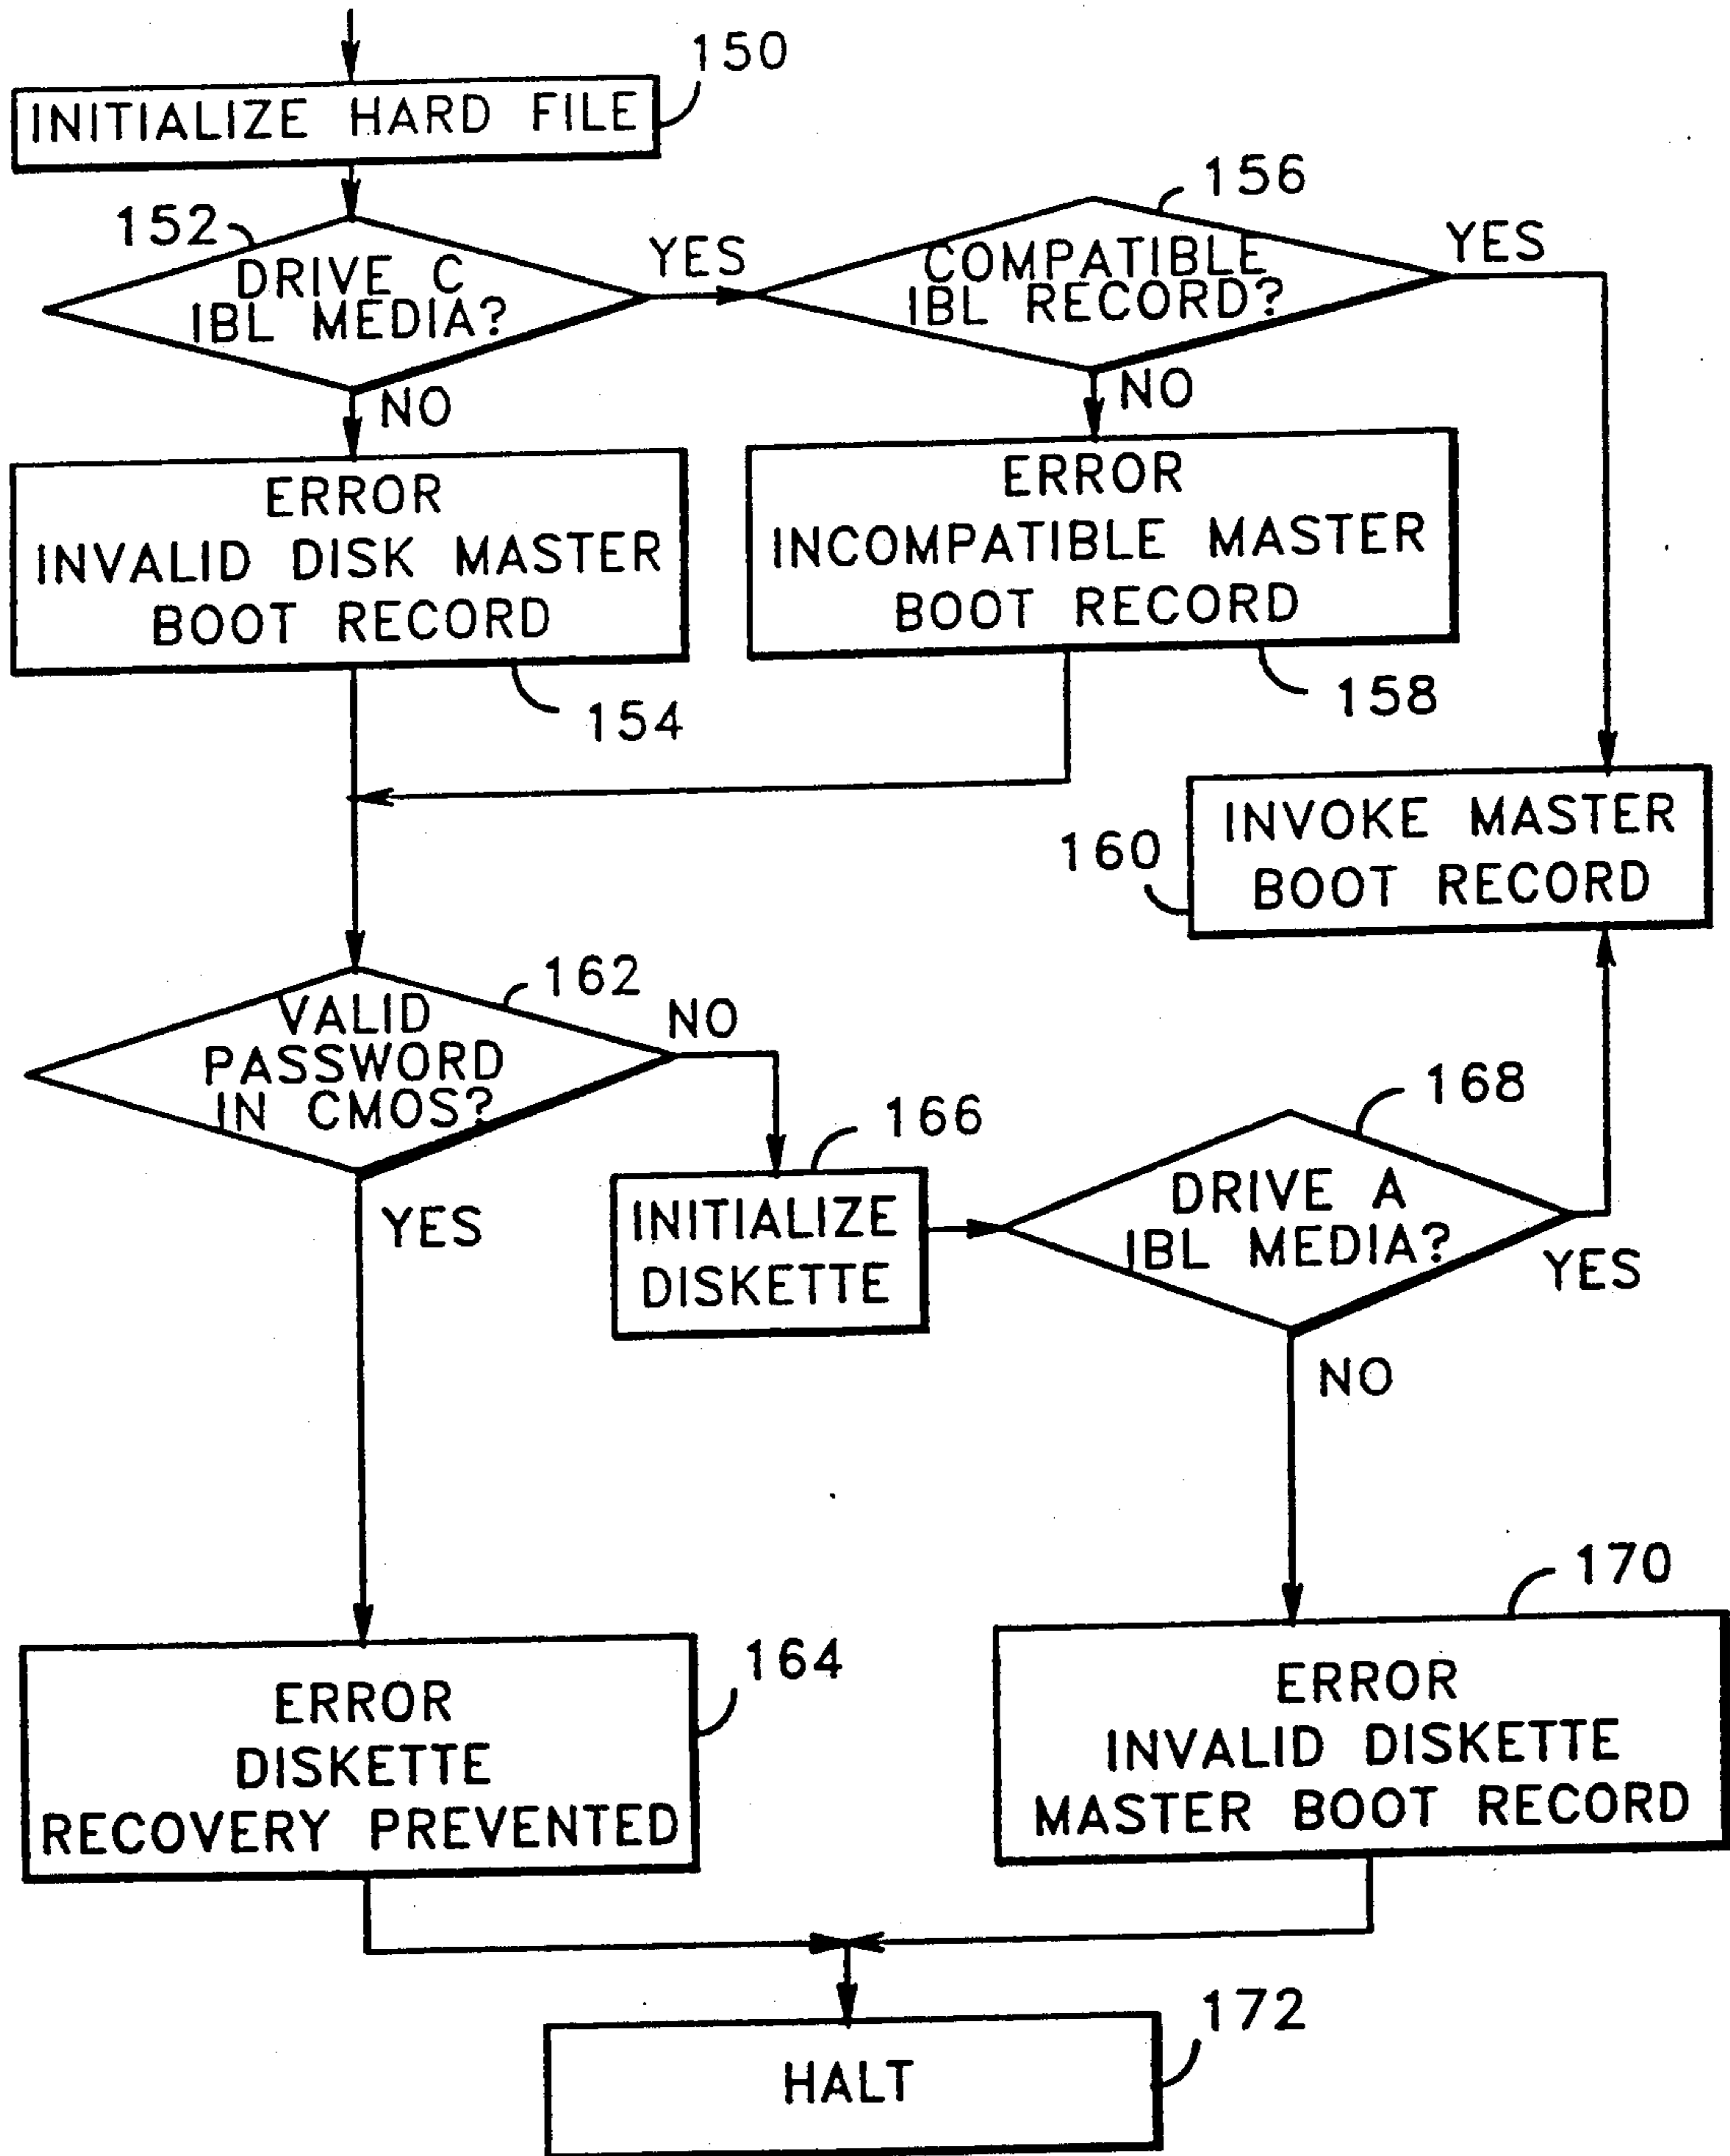 150
INITIALIZE HARD FILE
152
DRIVE C
IBL MEDIA?
YES
NO
156
COMPATIBLE
IBL RECORD?
YES
NO
ERROR
INVALID DISK MASTER
BOOT RECORD
154
ERROR
INCOMPATIBLE MASTER
BOOT RECORD
158
160
INVOKE MASTER
BOOT RECORD
162
VALID
PASSWORD
IN CMOS?
NO
YES
166
INITIALIZE
DISKETTE
168
DRIVE A
IBL MEDIA?
YES
NO
164
ERROR
DISKETTE
RECOVERY PREVENTED
170
ERROR
INVALID DISKETTE
MASTER BOOT RECORD
172
HALT